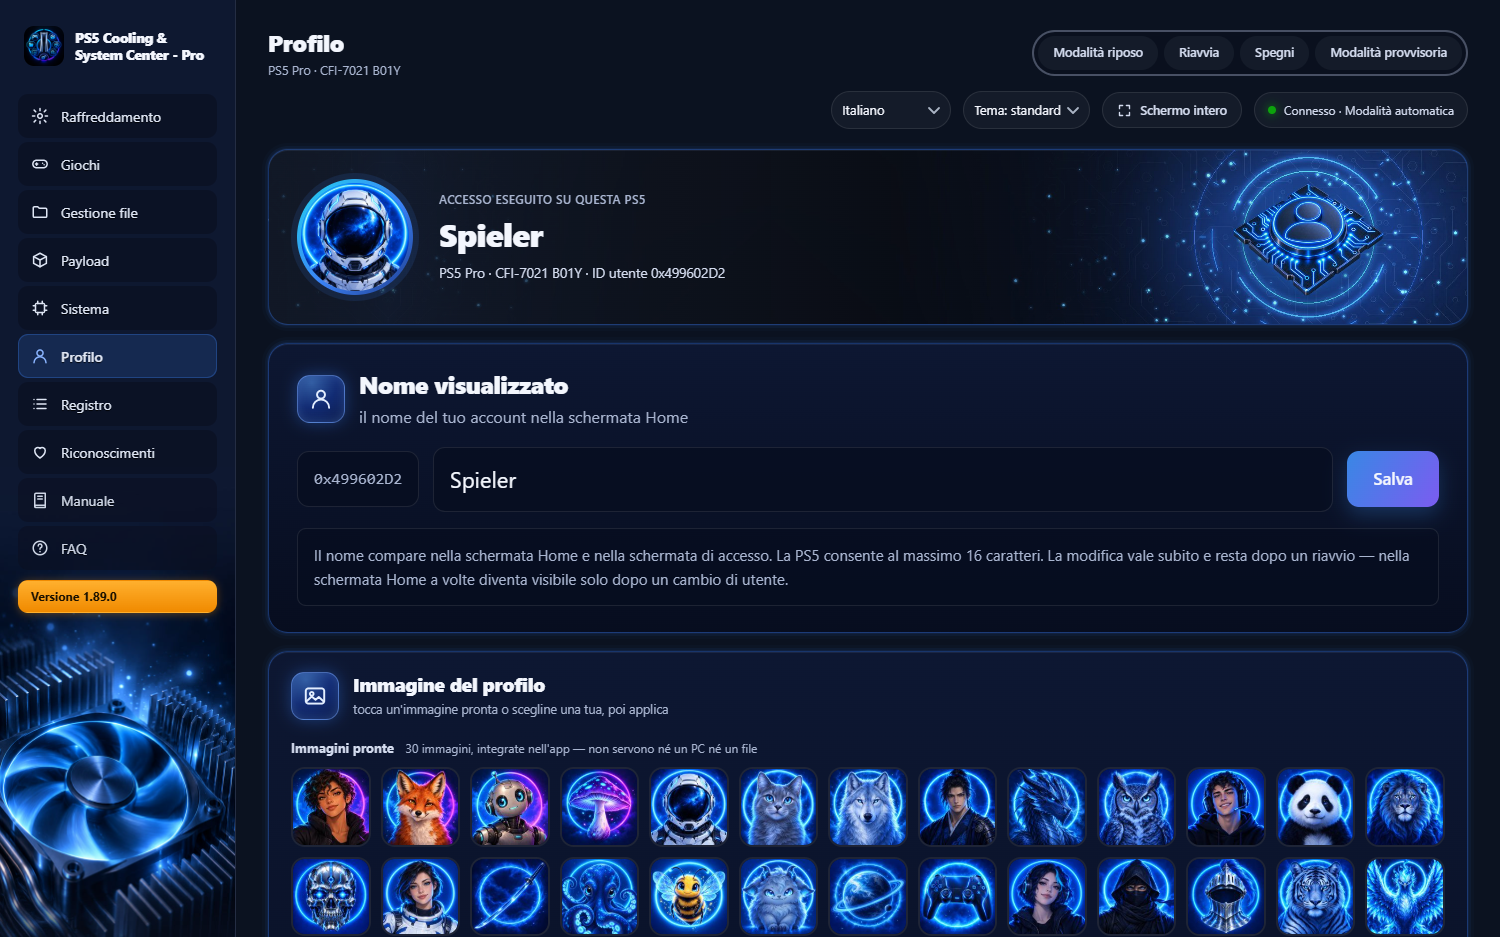 PS5 Cooling &
System Center - Pro
Raffreddamento
Giochi
Gestione file
Payload
Sistema
Profilo
Registro
Riconoscimenti
Manuale
FAQ
Versione 1.89.0
Profilo
PS5 Pro · CFI-7021 B01Y
Modalità riposo
Riavvia
Spegni
Modalità provvisoria
Italiano
Tema: standard
Schermo intero
Connesso · Modalità automatica
ACCESSO ESEGUITO SU QUESTA PS5
Spieler
PS5 Pro · CFI-7021 B01Y · ID utente 0x499602D2
Nome visualizzato
il nome del tuo account nella schermata Home
0x499602D2
Spieler
Salva
Il nome compare nella schermata Home e nella schermata di accesso. La PS5 consente al massimo 16 caratteri. La modifica vale subito e resta dopo un riavvio — nella
schermata Home a volte diventa visibile solo dopo un cambio di utente.
Immagine del profilo
tocca un'immagine pronta o scegline una tua, poi applica
Immagini pronte
30 immagini, integrate nell'app — non servono né un PC né un file